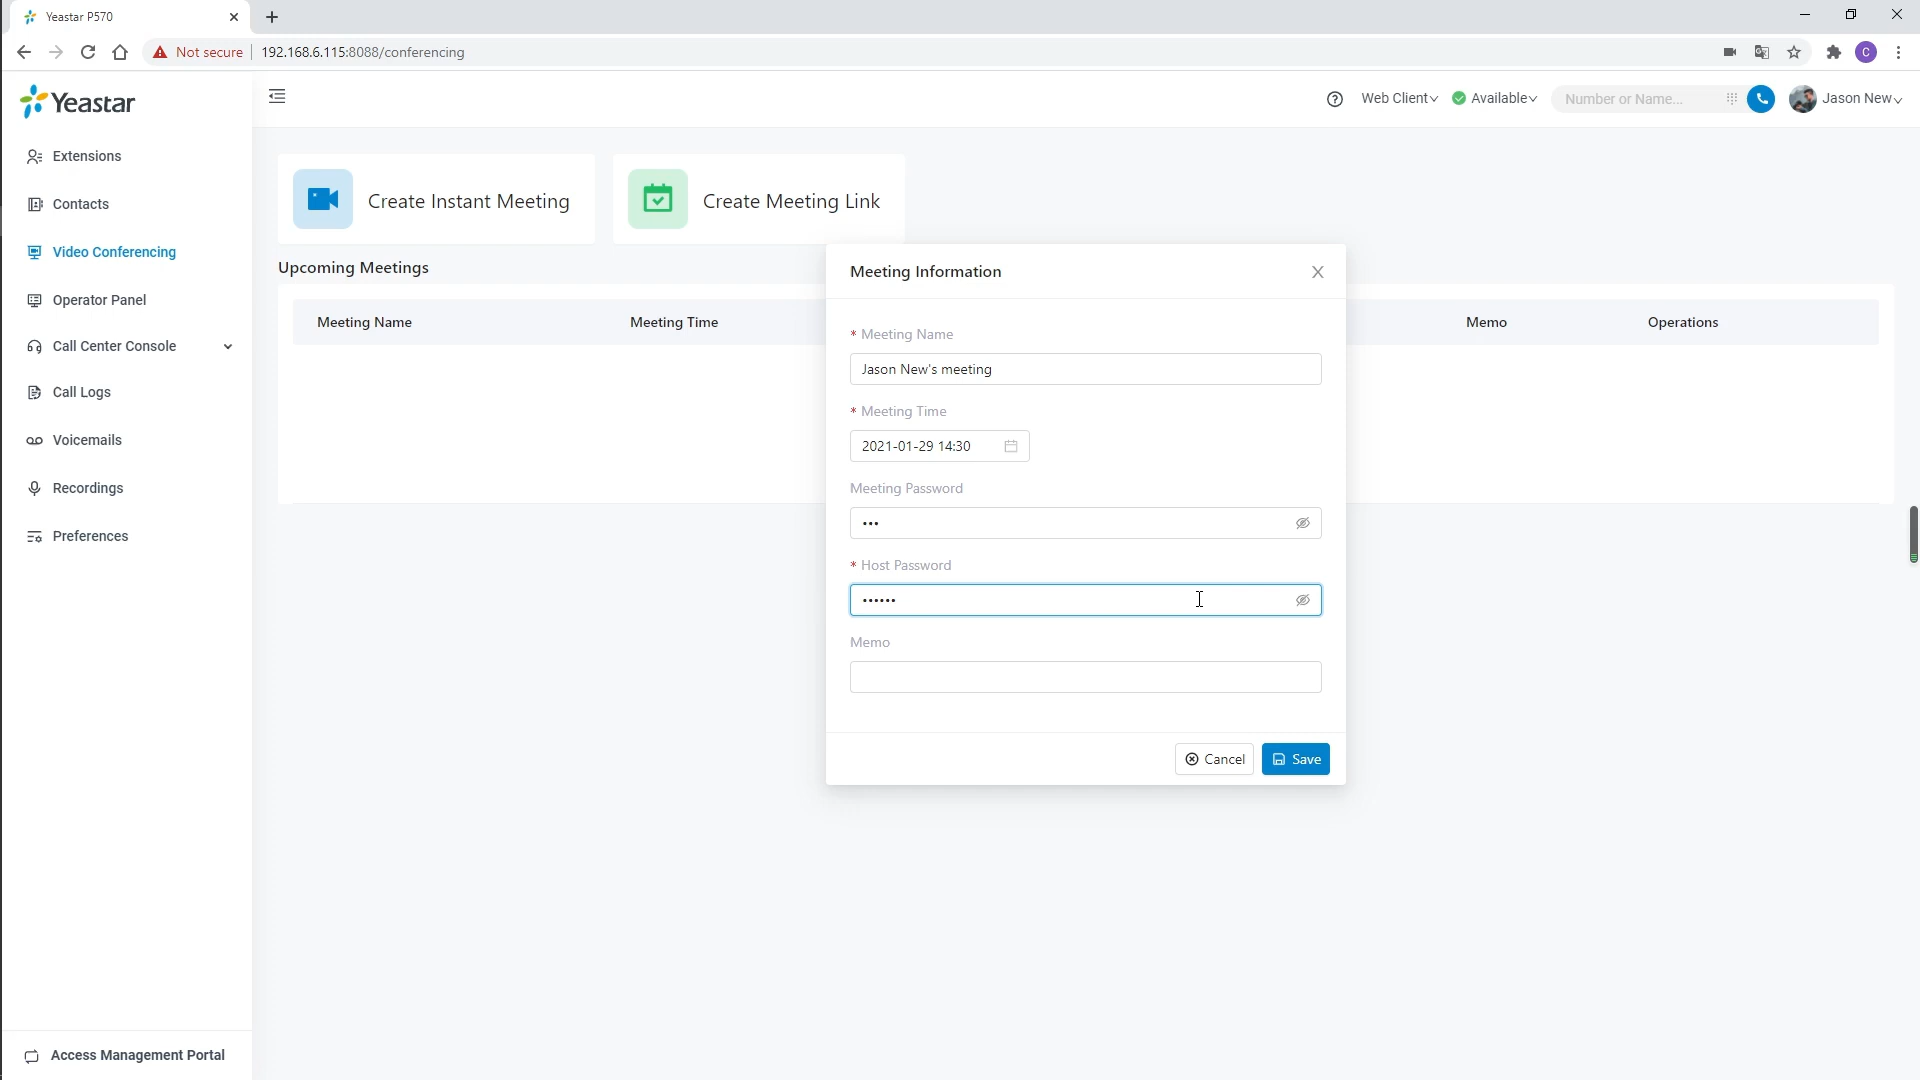 Yeastar P570
Not secure
192.168.6.115:8088/conferencing
C
Yeastar
Web Client
Available
Number or Name...
Jason New
Extensions
Contacts
Video Conferencing
Operator Panel
Call Center Console
Call Logs
Voicemails
Recordings
Preferences
Access Management Portal
Create Instant Meeting
Create Meeting Link
Upcoming Meetings
Meeting Name
Meeting Time
Memo
Operations
Meeting Information
* Meeting Name
Jason New's meeting
* Meeting Time
2021-01-29 14:30
Meeting Password
•••
* Host Password
••••••
Memo
Cancel
Save